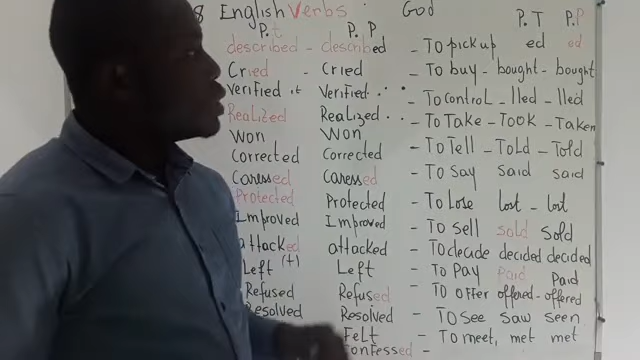 8 English Verbs God
P.t P.P P.T P.P
described - described - To pick up ed ed
Cried - Cried - To buy - bought - bought
Verified it Verified - To control - lled - lled
Realized Realized - To Take - Took - Taken
Won Won - To Tell - Told - Told
Corrected Corrected - To Say said said
Caressed Caressed - To Lose lost - lost
Protected Protected - To sell sold sold
Improved Improved - To decide decided decided
attacked attacked - To Pay Paid Paid
Left (t) Left - To offer offered - offered
Refused Refused - To See saw seen
Resolved Resolved - To meet, met met
Felt
Confessed -